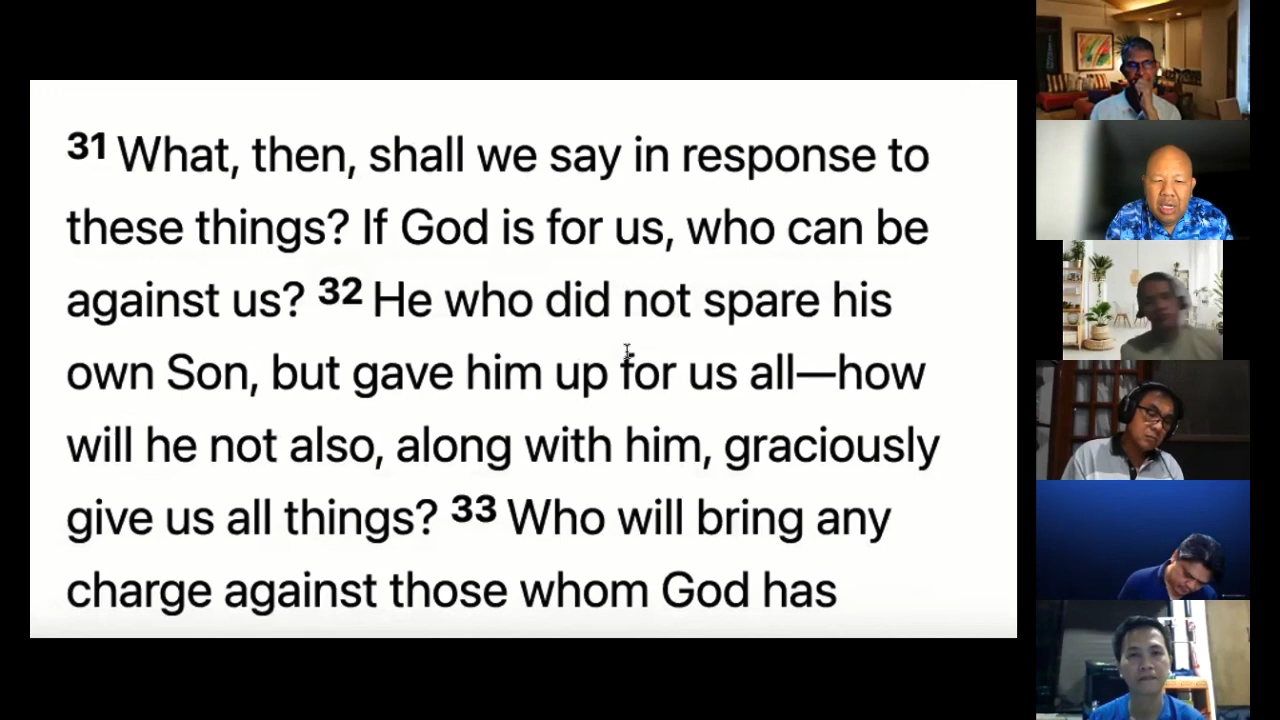 31 What, then, shall we say in response to
these things? If God is for us, who can be
against us? 32 He who did not spare his
own Son, but gave him up for us all—how
will he not also, along with him, graciously
give us all things? 33 Who will bring any
charge against those whom God has